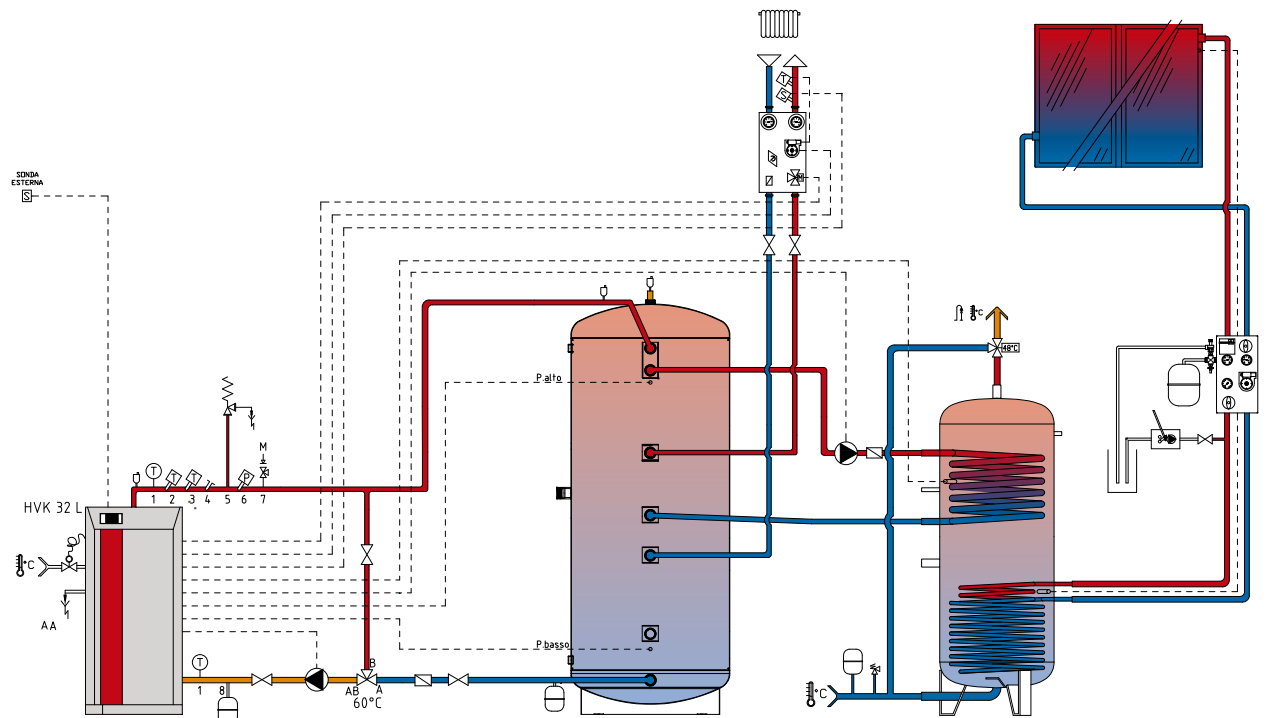 SONDA
ESTERNA
S
T
S
°C
48°C
P.alto
M
T
T
T
P
1 2 3 4 5 6 7
HVK 32 L
°C
AA
P.basso
T
B
1 8 AB A
60°C
°C